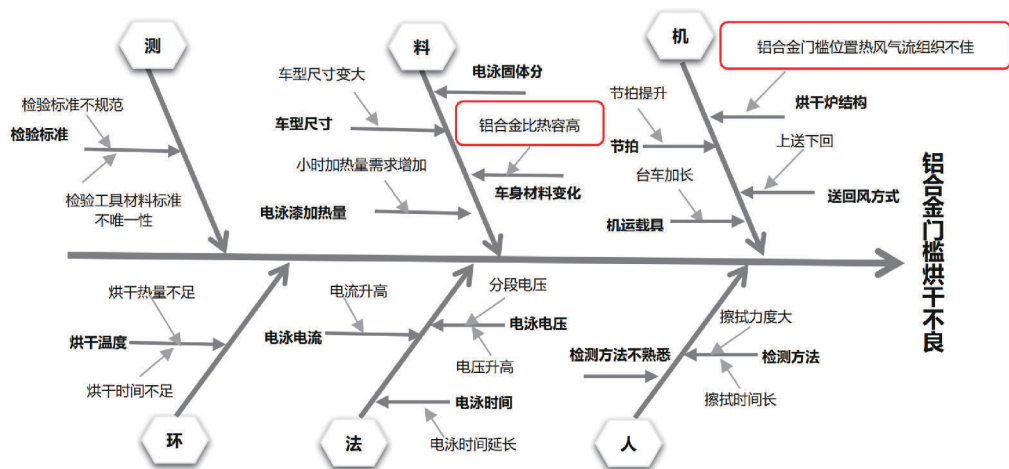 测
检验标准不规范
检验标准
检验工具材料标准
不唯一性
料
车型尺寸变大
电泳固体分
车型尺寸
铝合金比热容高
小时加热量需求增加
车身材料变化
电泳漆加热量
机
铝合金门槛位置热风气流组织不佳
节拍提升
烘干炉结构
节拍
上送下回
台车加长
送回风方式
机运载具
铝合金门槛烘干不良
烘干热量不足
烘干温度
烘干时间不足
环
电流升高
分段电压
电泳电流
电泳电压
电压升高
电泳时间
电泳时间延长
法
擦拭力度大
检测方法不熟悉
检测方法
擦拭时间长
人